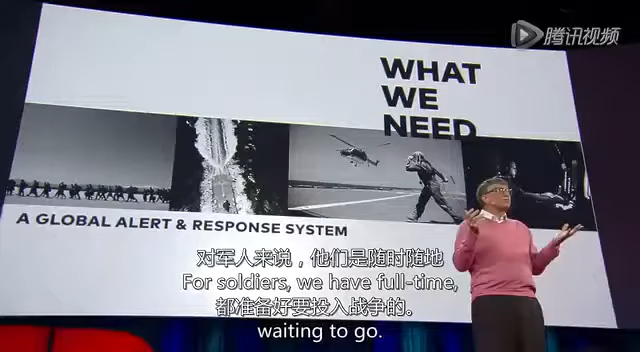 腾讯视频
WHAT
WE
NEED
A GLOBAL ALERT & RESPONSE SYSTEM
对军人来说，他们是随时随地
For soldiers, we have full-time,
都准备好要投入战争的。
waiting to go.